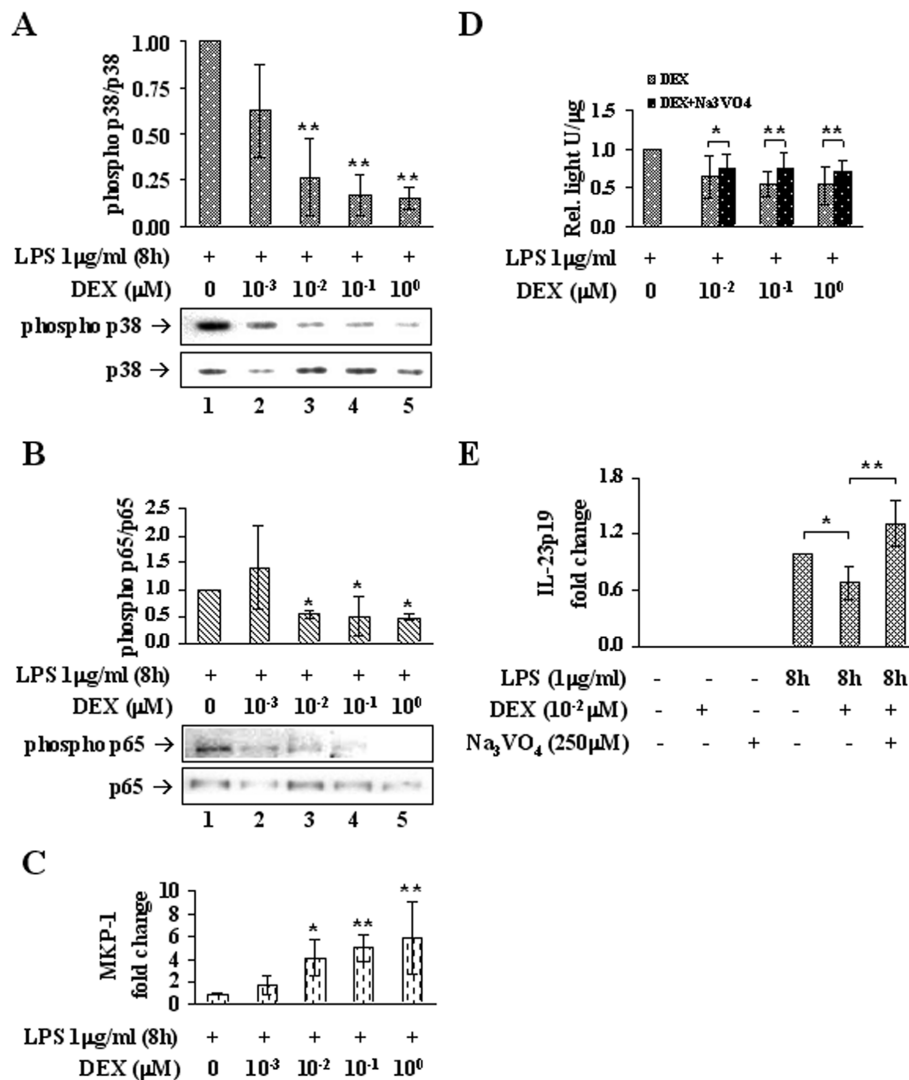 A
phospho p38/p38
1.00
0.75
0.50
0.25
0.00
** ** **
LPS 1µg/ml (8h) + + + + +
DEX (µM) 0 10⁻³ 10⁻² 10⁻¹ 10⁰
phospho p38 →
p38 →
1 2 3 4 5
B
phospho p65/p65
2.5
2.0
1.5
1.0
0.5
0.0
* * *
LPS 1µg/ml (8h) + + + + +
DEX (µM) 0 10⁻³ 10⁻² 10⁻¹ 10⁰
phospho p65 →
p65 →
1 2 3 4 5
C
MKP-1
fold change
10
8
6
4
2
0
* ** **
LPS 1µg/ml (8h) + + + + +
DEX (µM) 0 10⁻³ 10⁻² 10⁻¹ 10⁰
D
DEX
DEX+Na3VO4
Rel. light U/µg
1.5
1.0
0.5
0.0
* ** **
LPS 1µg/ml + + + +
DEX (µM) 0 10⁻² 10⁻¹ 10⁰
E
IL-23p19
fold change
1.8
1.2
0.6
0.0
* **
LPS (1µg/ml) - - - 8h 8h 8h
DEX (10⁻² µM) - + - - + +
Na₃VO₄ (250µM) - - + - - +